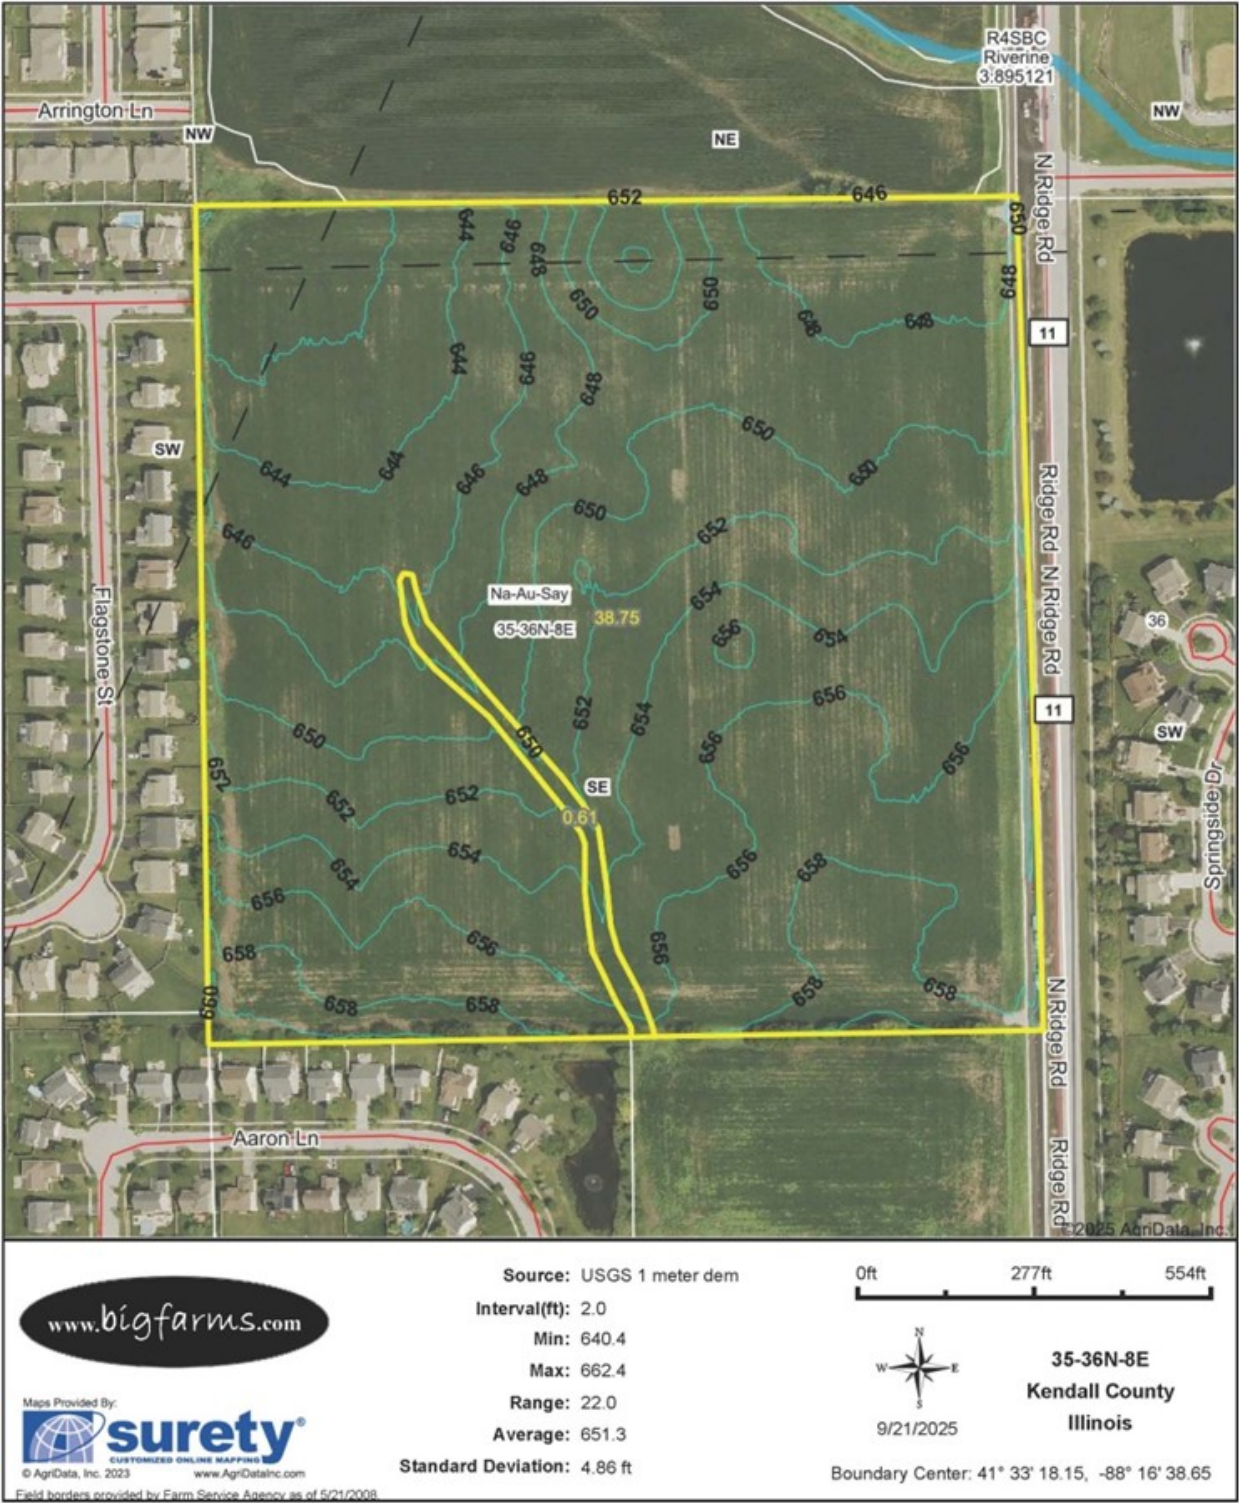 R4SBC
Riverine
3.895121
Arrington Ln
NW
NE
NW
N Ridge Rd
652
646
650
644
646
648
648
650
650
648
648
11
644
646
648
SW
650
644
644
646
648
650
650
Ridge Rd N Ridge Rd
646
652
Flagstone St
Na-Au-Say
35-36N-8E
38.75
654
656
654
36
656
11
652
654
650
650
656
656
SW
652
SE
652
652
0.61
Springside Dr
654
654
656
658
656
658
656
656
660
658
658
658
658
N Ridge Rd
Aaron Ln
Ridge Rd
©2025 AgriData, Inc.
www.bigfarms.com
Maps Provided By:
surety®
CUSTOMIZED ONLINE MAPPING
© AgriData, Inc. 2023
www.AgriDataInc.com
Field borders provided by Farm Service Agency as of 5/21/2008.
Source: USGS 1 meter dem
Interval(ft): 2.0
Min: 640.4
Max: 662.4
Range: 22.0
Average: 651.3
Standard Deviation: 4.86 ft
0ft 277ft 554ft
N
W E
S
9/21/2025
35-36N-8E
Kendall County
Illinois
Boundary Center: 41° 33' 18.15, -88° 16' 38.65